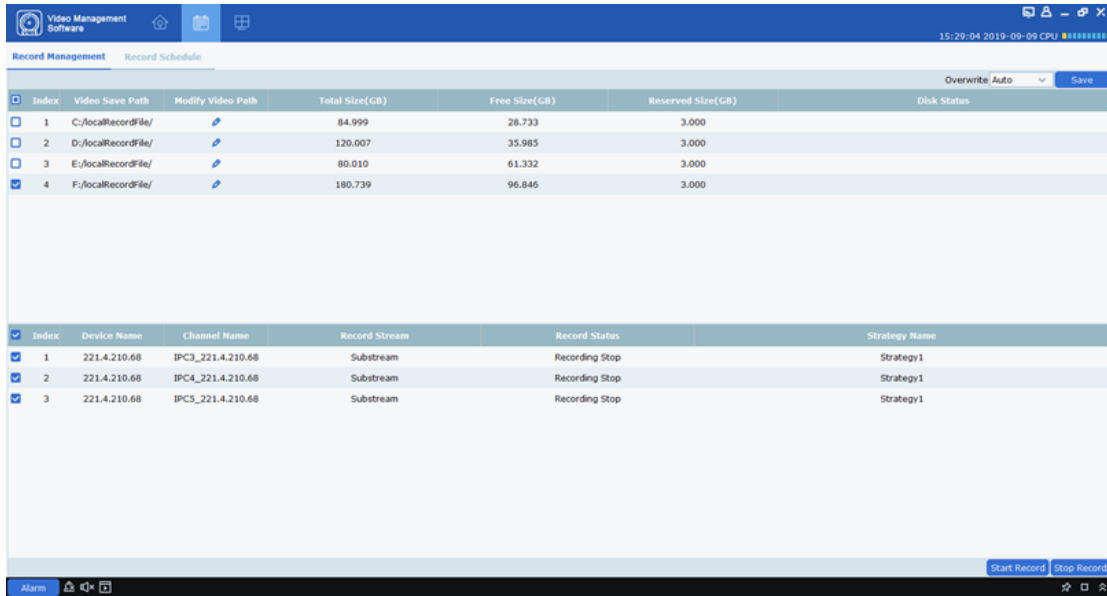 Video Management
Software
15:29:04 2019-09-09 CPU
Record Management Record Schedule
Overwrite Auto Save
Index Video Save Path Modify Video Path Total Size(GB) Free Size(GB) Reserved Size(GB) Disk Status
1 C:/localRecordFile/ 84.999 28.733 3.000
2 D:/localRecordFile/ 120.007 35.985 3.000
3 E:/localRecordFile/ 80.010 61.332 3.000
4 F:/localRecordFile/ 180.739 96.846 3.000
Index Device Name Channel Name Record Stream Record Status Strategy Name
1 221.4.210.68 IPC3_221.4.210.68 Substream Recording Stop Strategy1
2 221.4.210.68 IPC4_221.4.210.68 Substream Recording Stop Strategy1
3 221.4.210.68 IPC5_221.4.210.68 Substream Recording Stop Strategy1
Start Record Stop Record
Alarm